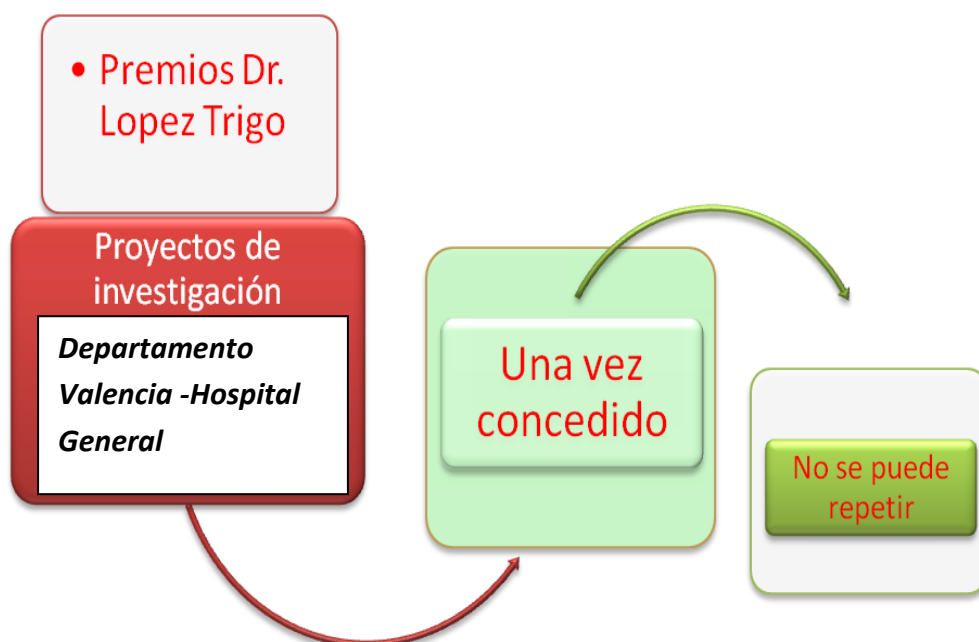 • Premios Dr.
Lopez Trigo
Proyectos de
investigación
Departamento
Valencia -Hospital
General
Una vez
concedido
No se puede
repetir